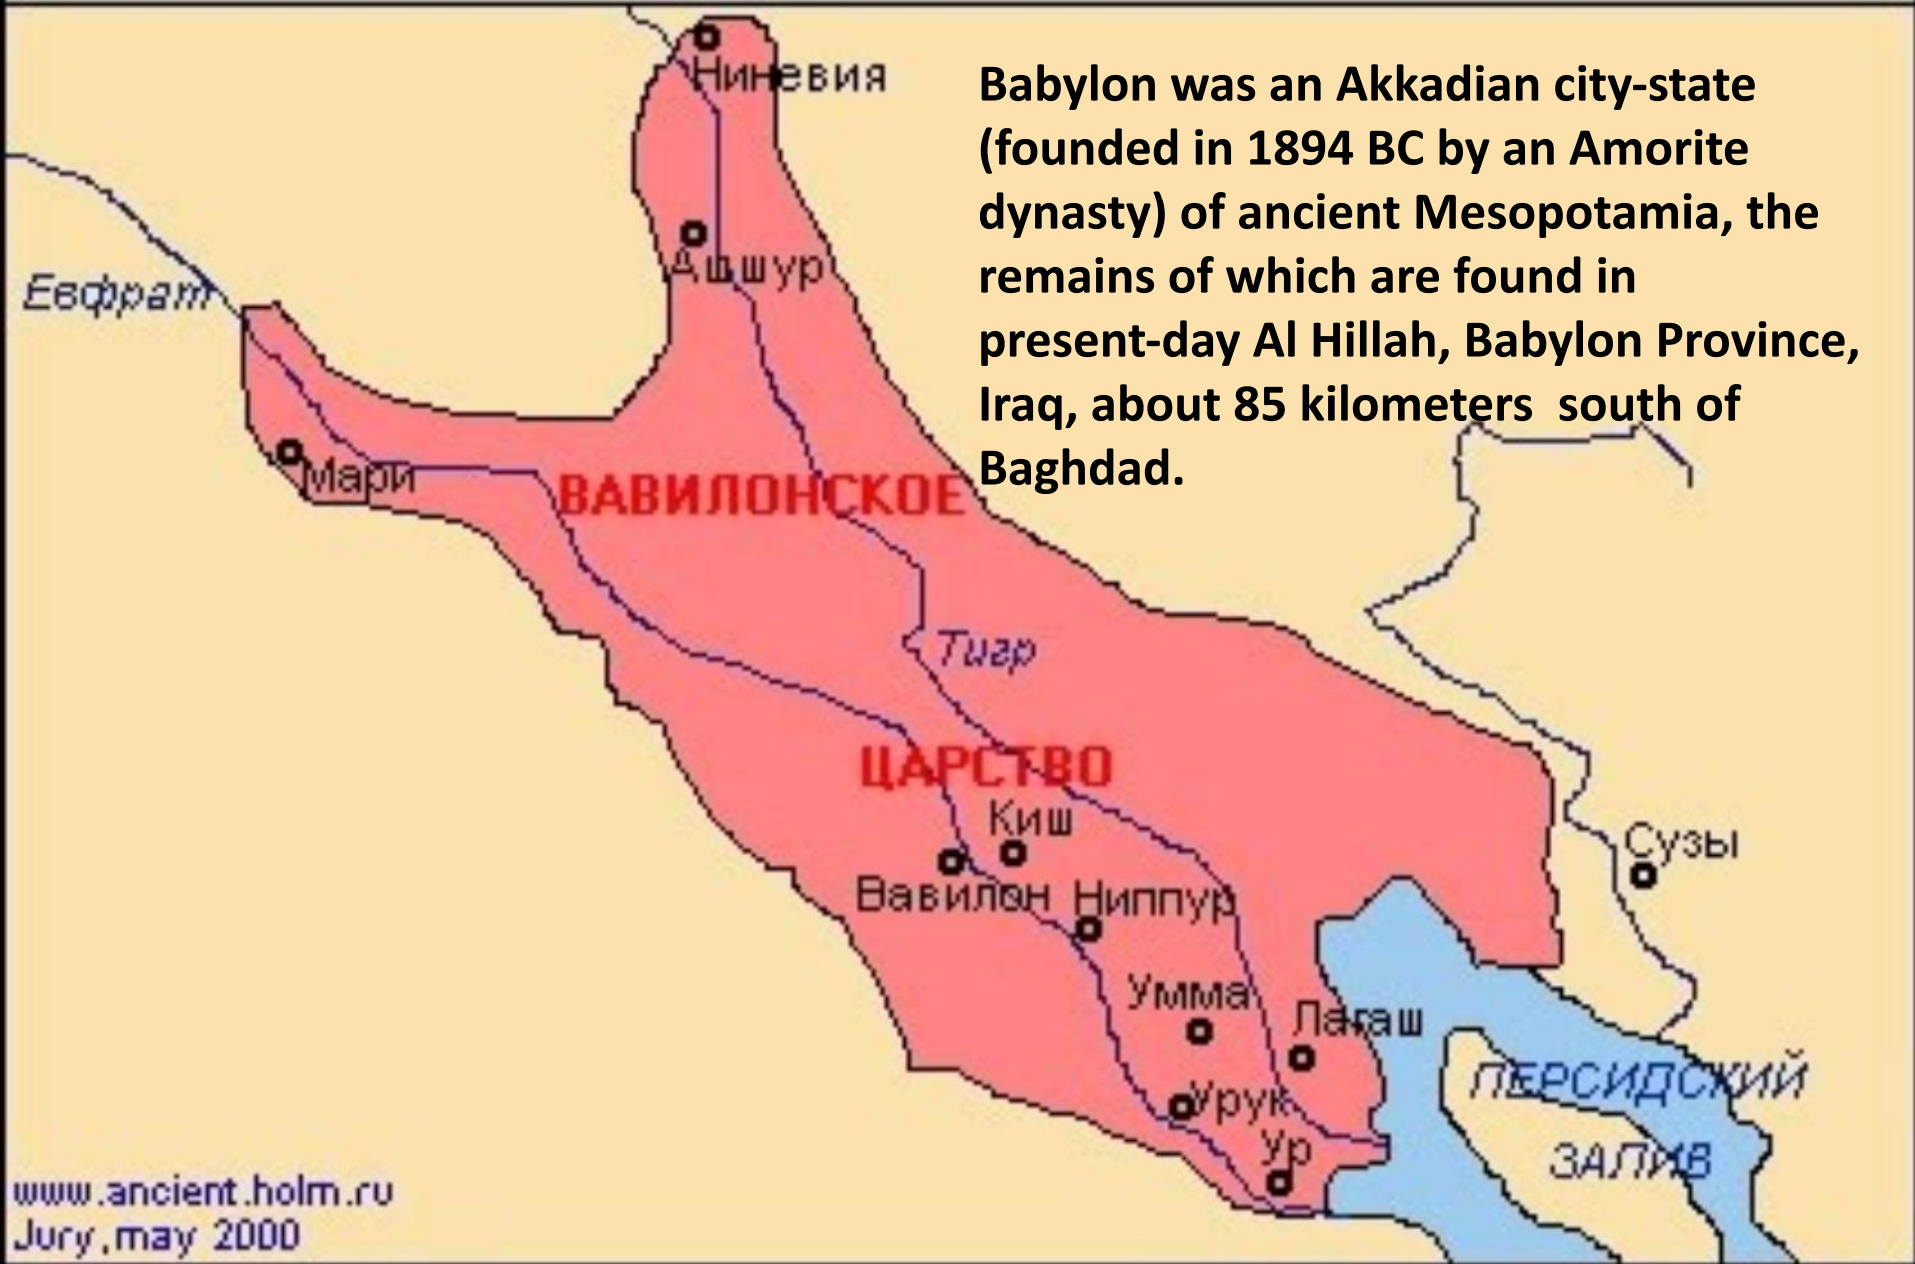 Ниневия
Babylon was an Akkadian city-state
(founded in 1894 BC by an Amorite
dynasty) of ancient Mesopotamia, the
remains of which are found in
present-day Al Hillah, Babylon Province,
Iraq, about 85 kilometers  south of
Baghdad.
Ашшур
Евфрат
Мари
ВАВИЛОНСКОЕ
Тигр
ЦАРСТВО
Киш
Сузы
Вавилон
Ниппур
Умма
Лагаш
Урук
Ур
ПЕРСИДСКИЙ
ЗАЛИВ
www.ancient.holm.ru
Jury,may 2000